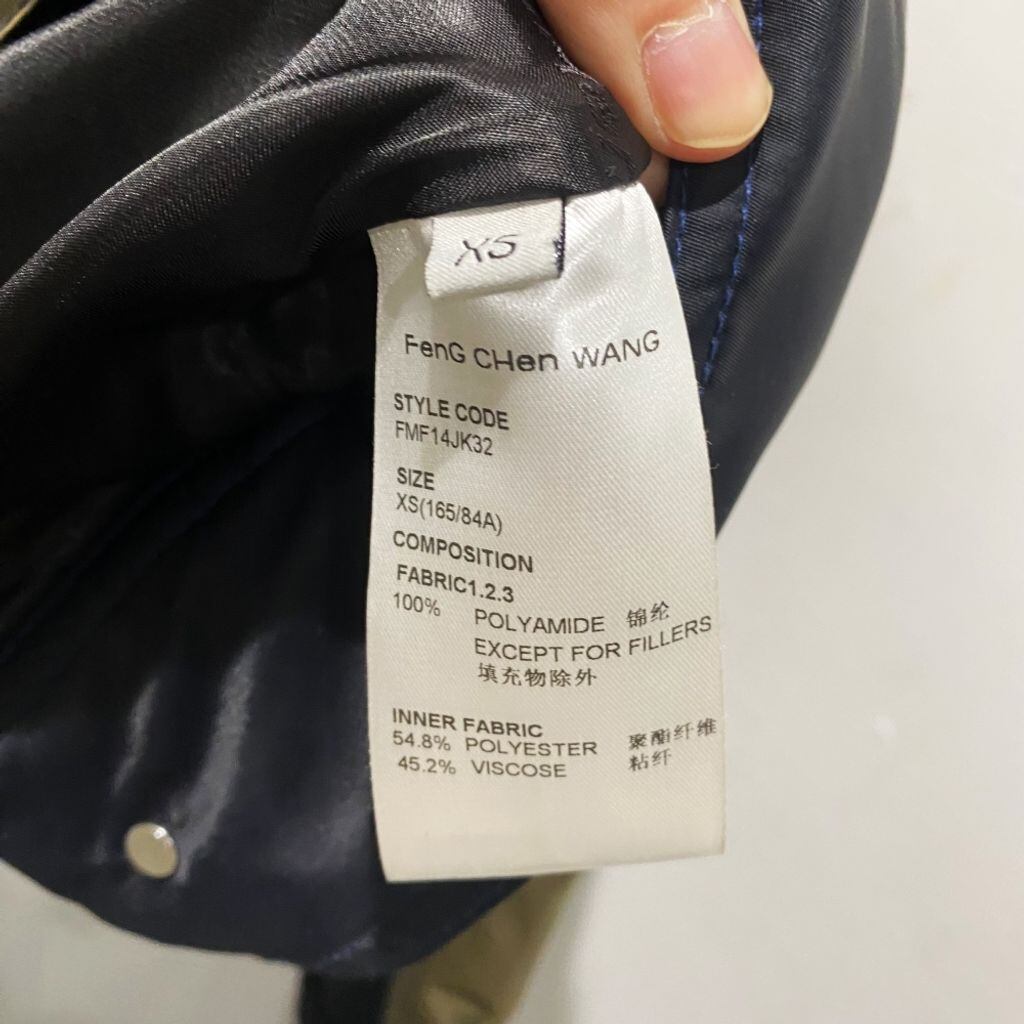 XS
FenG CHen WANG
STYLE CODE
FMF14JK32
SIZE
XS(165/84A)
COMPOSITION
FABRIC1.2.3
100% POLYAMIDE 锦纶
EXCEPT FOR FILLERS
填充物除外
INNER FABRIC
54.8% POLYESTER 聚酯纤维
45.2% VISCOSE 粘纤